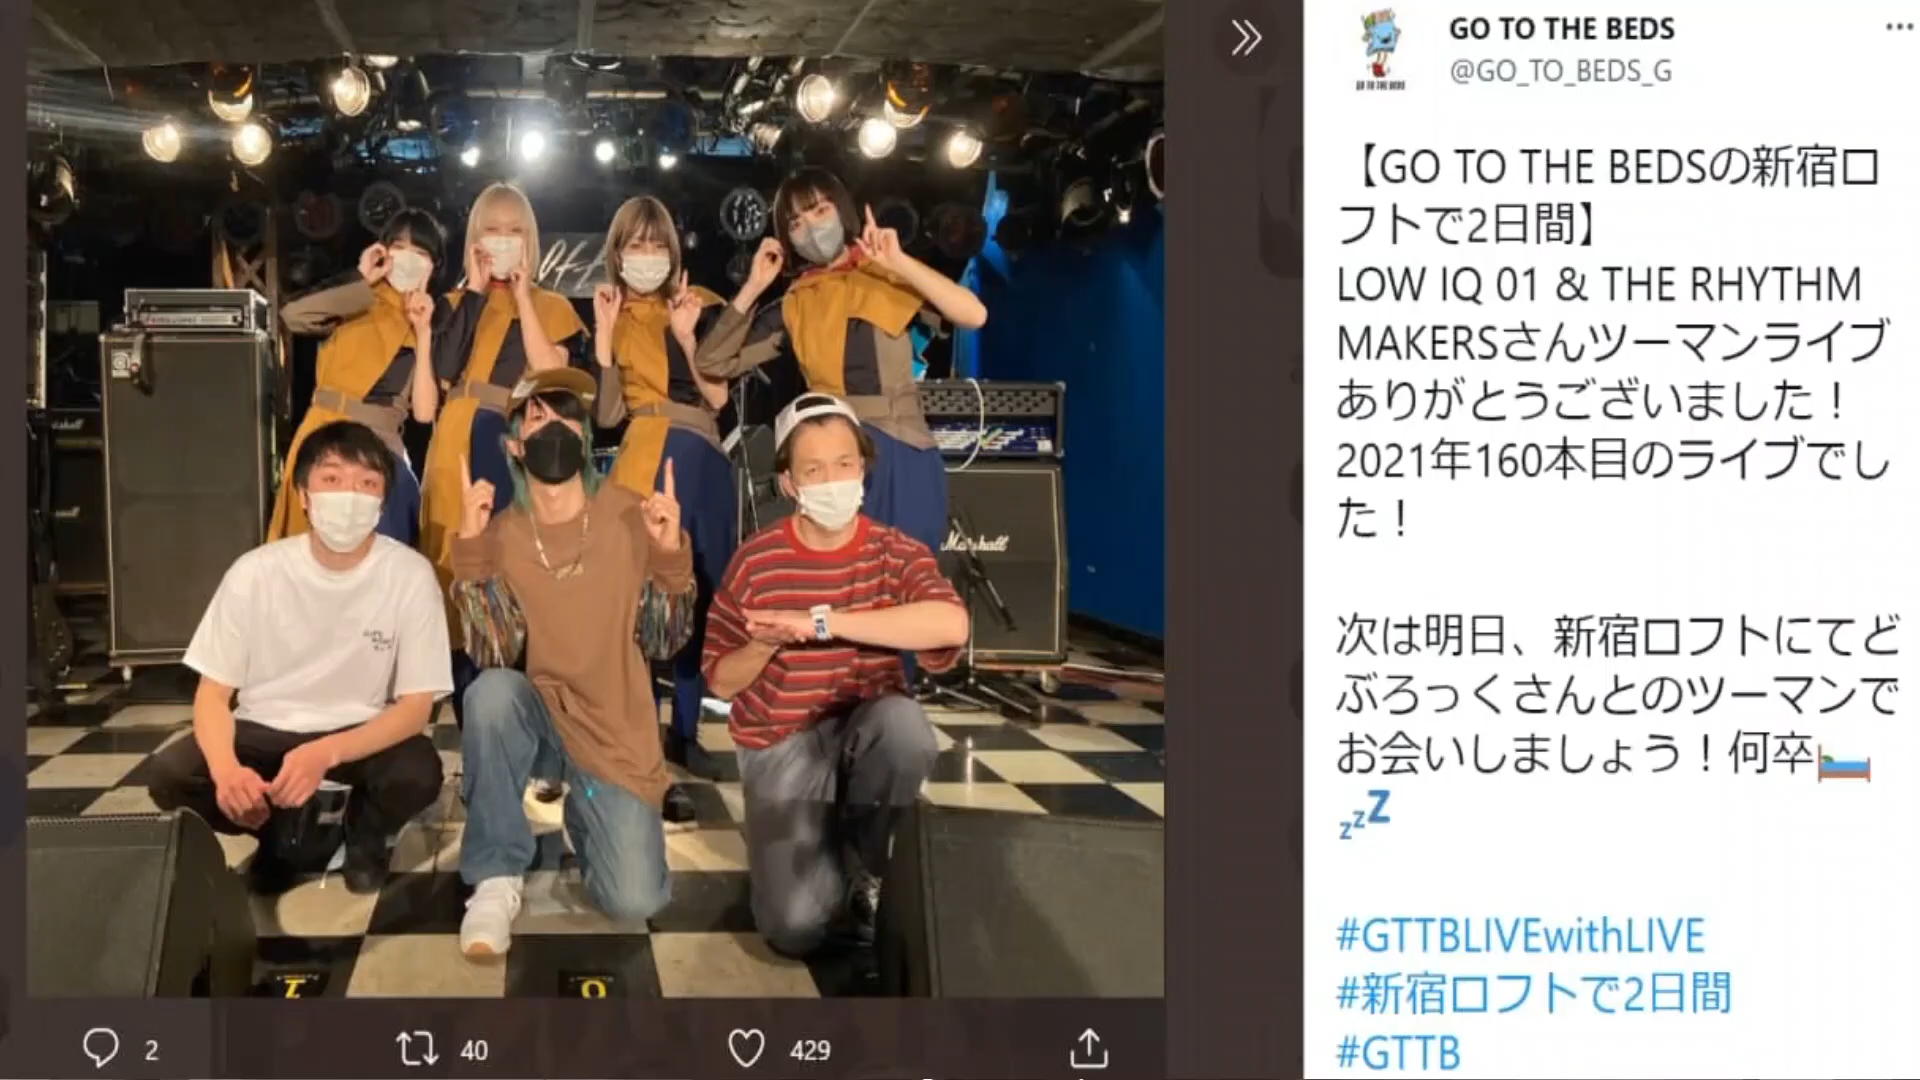 GO TO THE BEDS
@GO_TO_BEDS_G
GO TO THE BEDS
【GO TO THE BEDSの新宿ロ
フトで2日間】
LOW IQ 01 & THE RHYTHM
MAKERSさんツーマンライブ
ありがとうございました！
2021年160本目のライブでし
た！
次は明日、新宿ロフトにてど
ぶろっくさんとのツーマンで
お会いしましょう！何卒
zzZ
#GTTBLIVEwithLIVE
#新宿ロフトで2日間
#GTTB
Marshall
2
40
429